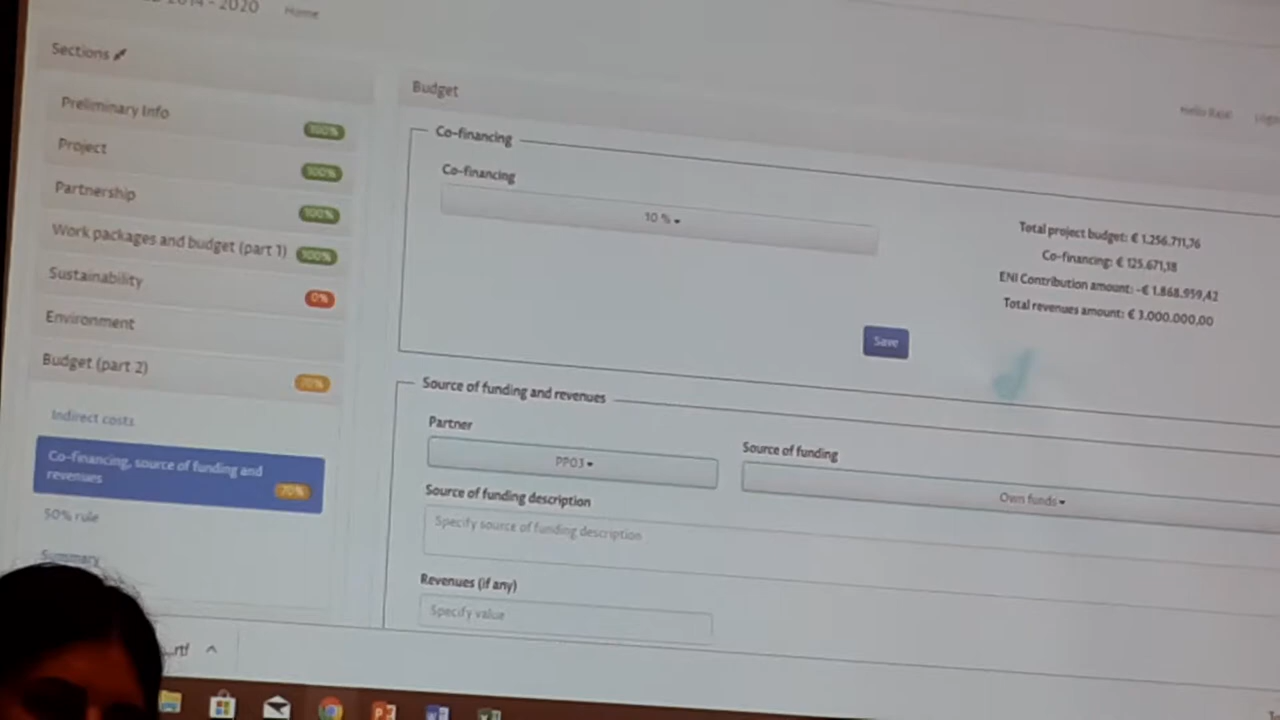 2014 - 2020
Home
Sections
Preliminary Info
100%
Project
100%
Partnership
100%
Work packages and budget (part 1)
100%
Sustainability
0%
Environment
Budget (part 2)
70%
Indirect costs
Co-financing, source of funding and
revenues
70%
50% rule
Summary
Budget
Hello
Co-financing
Co-financing
10 %
Total project budget: € 1.256.711,76
Co-financing: € 125.671,18
ENI Contribution amount: -€ 1.868.959,42
Total revenues amount: € 3.000.000,00
Save
Source of funding and revenues
Partner
PP03
Source of funding
Own funds
Source of funding description
Specify source of funding description
Revenues (if any)
Specify value
...rtf